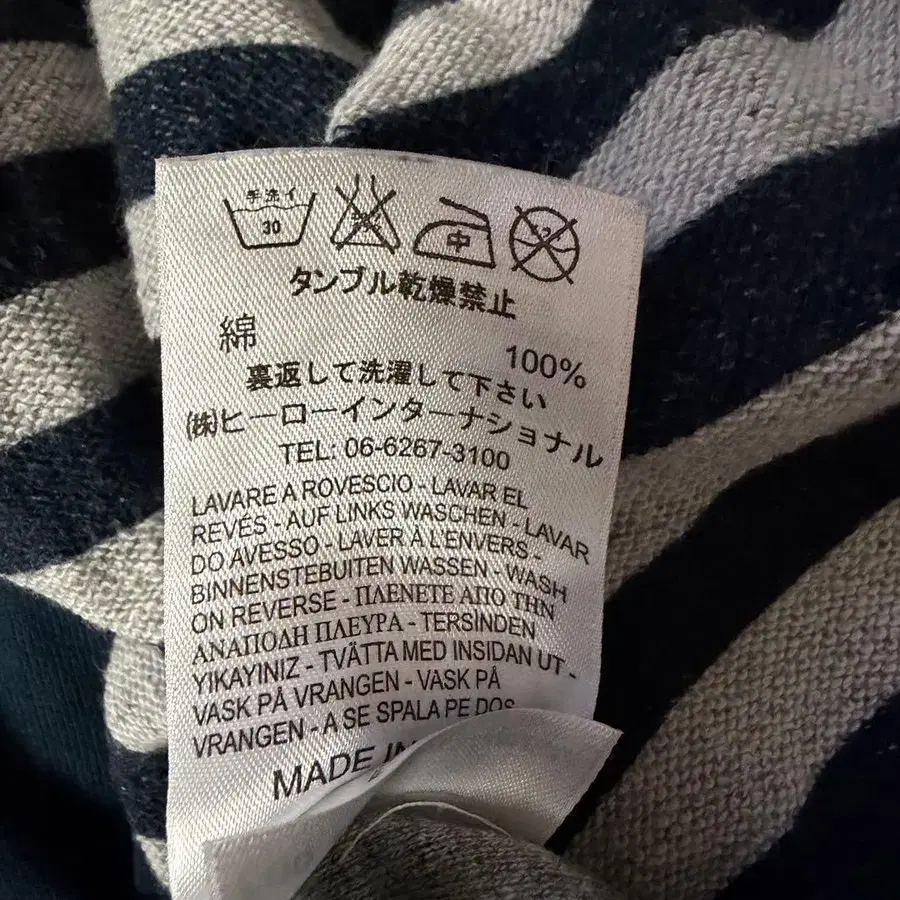 手洗イ
30
中
タンブル乾燥禁止
綿 100%
裏返して洗濯して下さい
㈱ヒーローインターナショナル
TEL: 06-6267-3100
LAVARE A ROVESCIO - LAVAR EL
REVÉS - AUF LINKS WASCHEN - LAVAR
DO AVESSO - LAVER À L'ENVERS -
BINNENSTEBUITEN WASSEN - WASH
ON REVERSE - ΠΛΕΝΕΤΕ ΑΠΟ ΤΗΝ
ΑΝΑΠΟΔΗ ΠΛΕΥΡΑ - TERSINDEN
YIKAYINIZ - TVÄTTA MED INSIDAN UT -
VASK PÅ VRANGEN - VASK PÅ
VRANGEN - A SE SPALA PE DOS
MADE IN